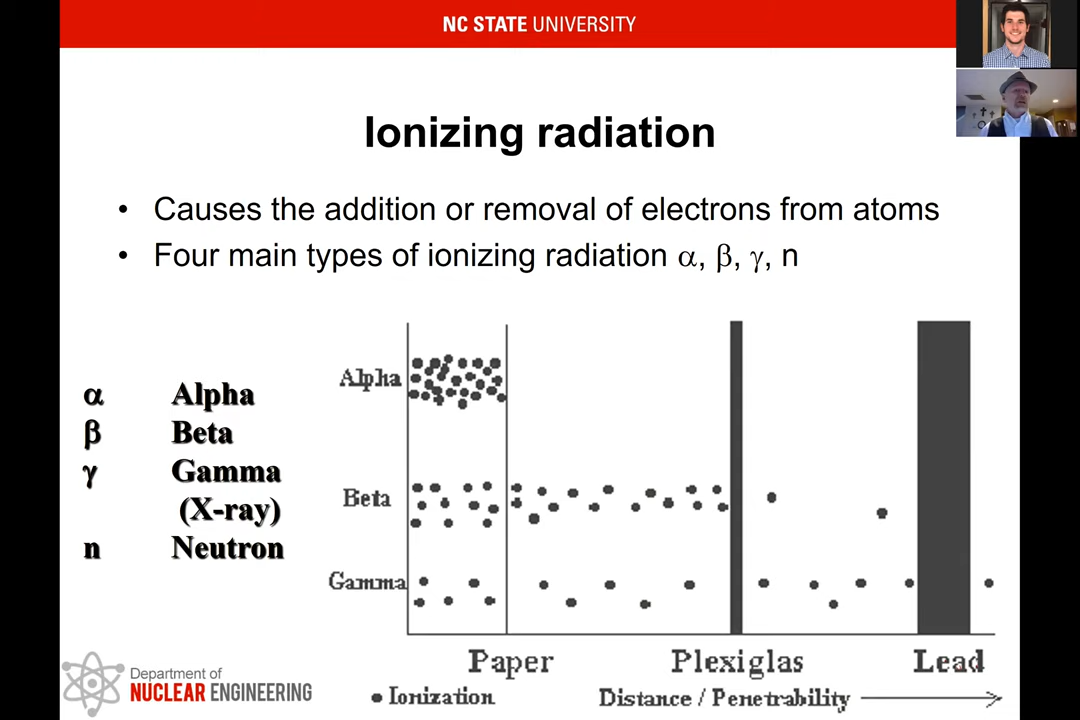 NC STATE UNIVERSITY
Ionizing radiation
• Causes the addition or removal of electrons from atoms
• Four main types of ionizing radiation α, β, γ, n
α Alpha
β Beta
γ Gamma
(X-ray)
n Neutron
Alpha
Beta
Gamma
Paper Plexiglas Lead
• Ionization Distance / Penetrability
Department of
NUCLEAR ENGINEERING